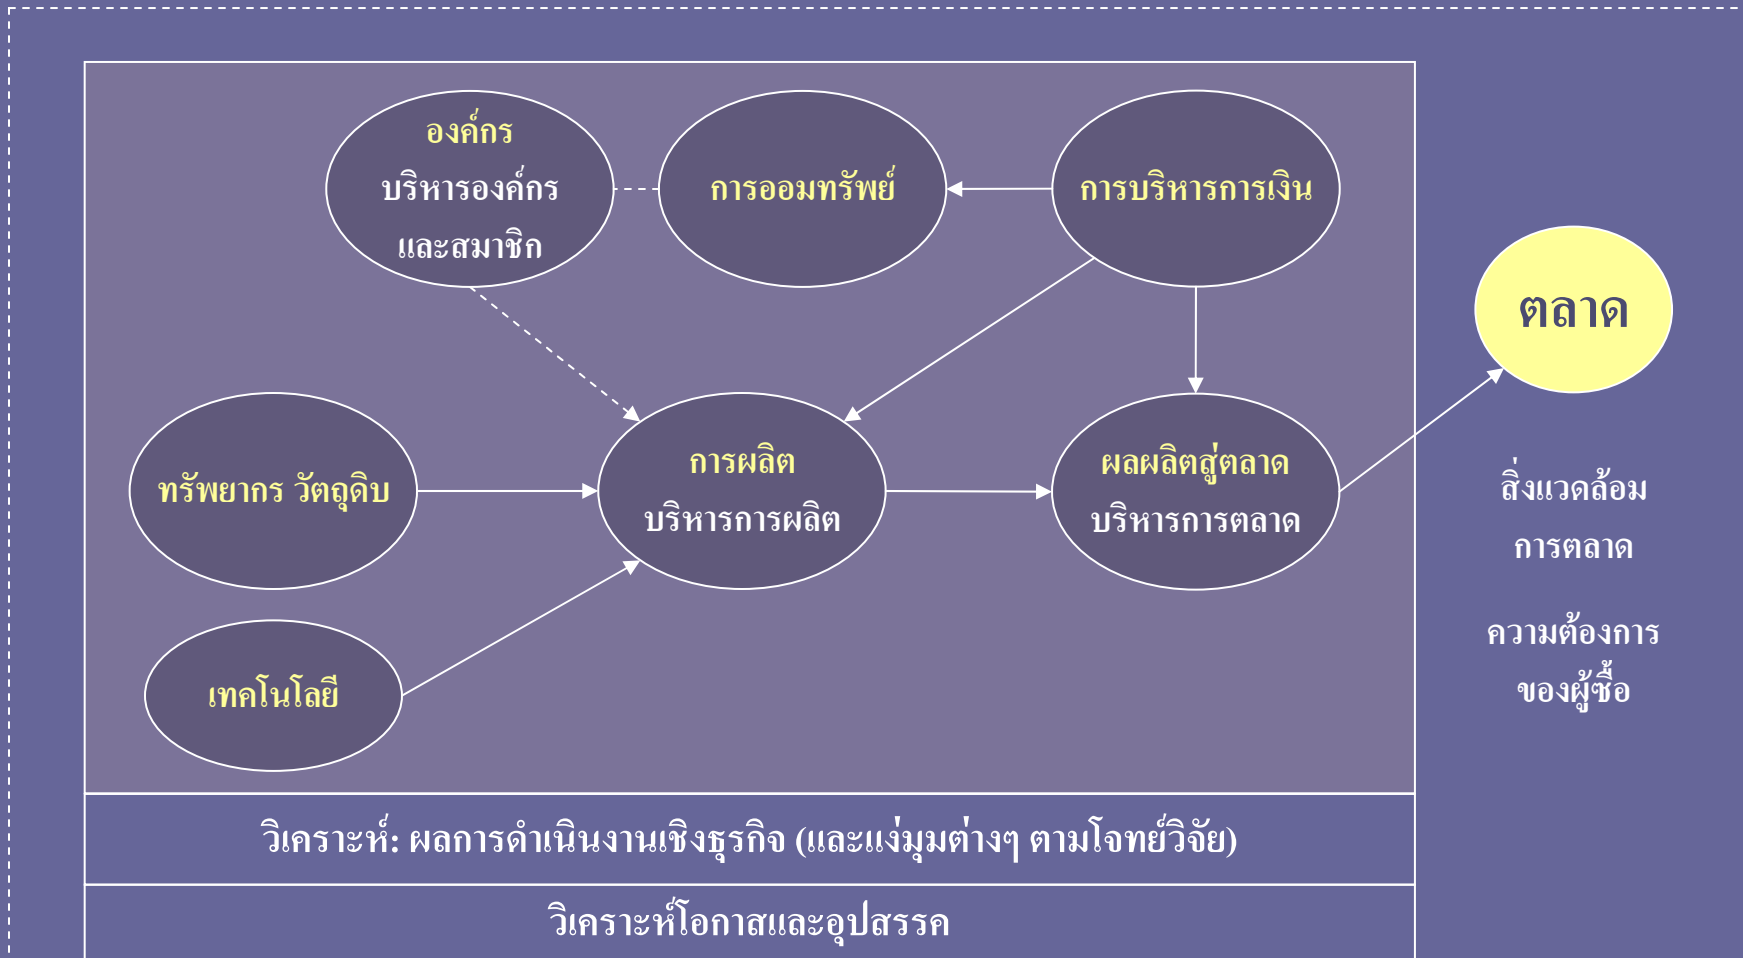 องค์กร
บริหารองค์กร
และสมาชิก
การออมทรัพย์
การบริหารการเงิน
ตลาด
ทรัพยากร วัตถุดิบ
การผลิต
บริหารการผลิต
ผลผลิตสู่ตลาด
บริหารการตลาด
สิ่งแวดล้อม
การตลาด
ความต้องการ
ของผู้ซื้อ
เทคโนโลยี
วิเคราะห์: ผลการดำเนินงานเชิงธุรกิจ (และแง่มุมต่างๆ ตามโจทย์วิจัย)
วิเคราะห์โอกาสและอุปสรรค